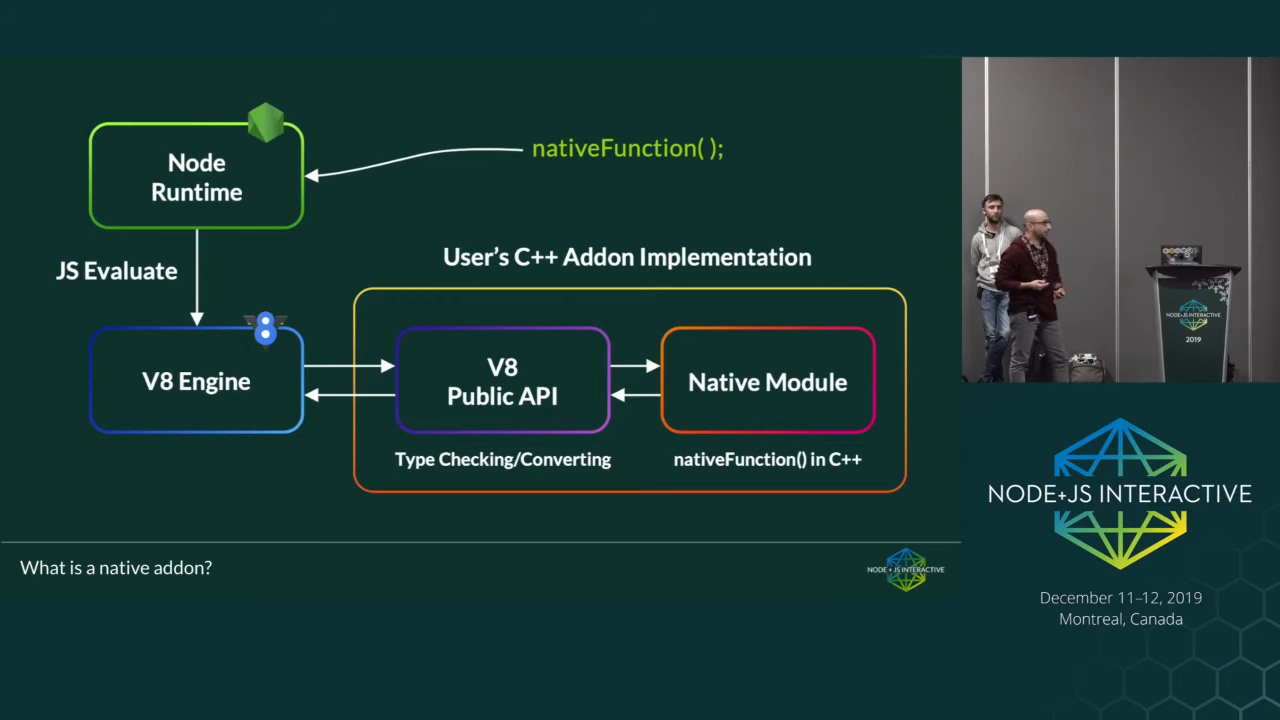 nativeFunction( );
Node
Runtime
JS Evaluate
User's C++ Addon Implementation
V8 Engine
V8
Public API
Native Module
Type Checking/Converting
nativeFunction() in C++
What is a native addon?
NODE+JS INTERACTIVE
NODE+JS INTERACTIVE
2019
NODE+JS INTERACTIVE
December 11–12, 2019
Montreal, Canada